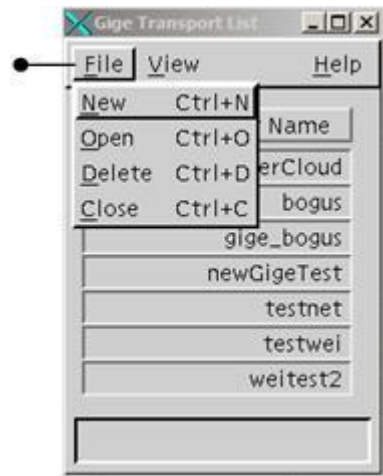 Gige Transport List
File View Help
New Ctrl+N
Open Ctrl+O
Delete Ctrl+D
Close Ctrl+C
Name
erCloud
bogus
gige_bogus
newGigeTest
testnet
testwei
weitest2